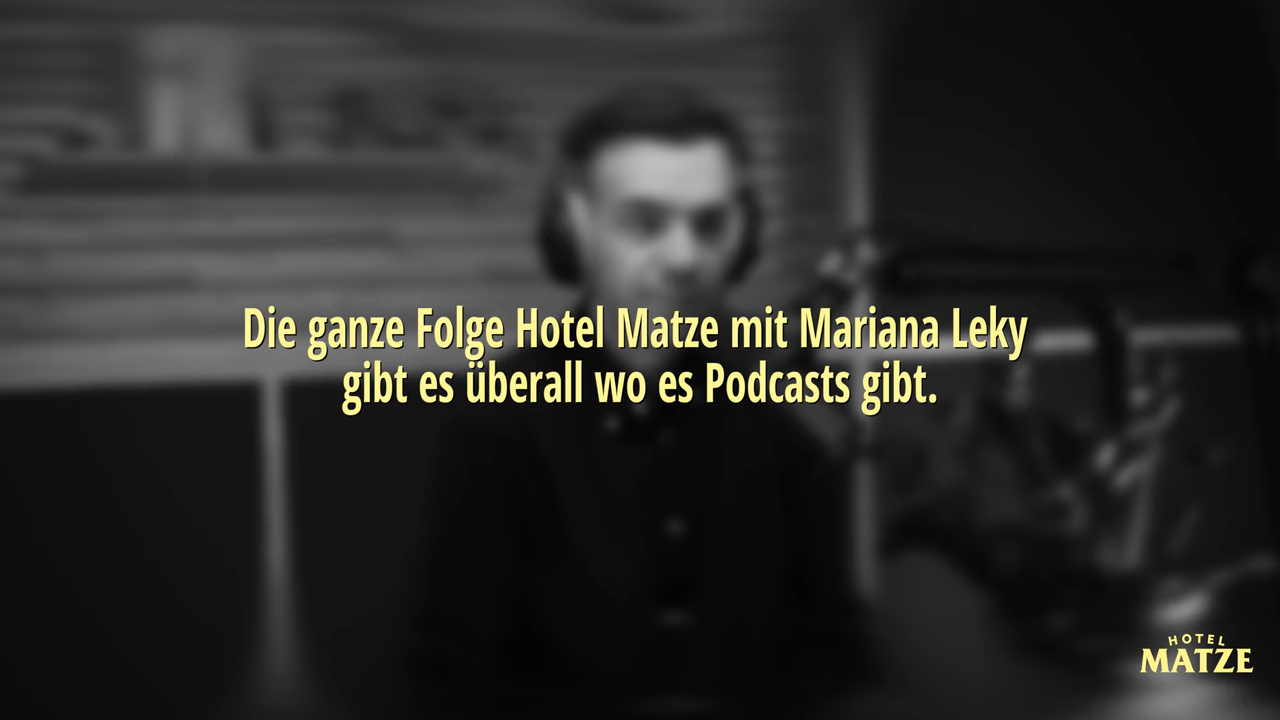 Die ganze Folge Hotel Matze mit Mariana Leky
gibt es überall wo es Podcasts gibt.
HOTEL
MATZE